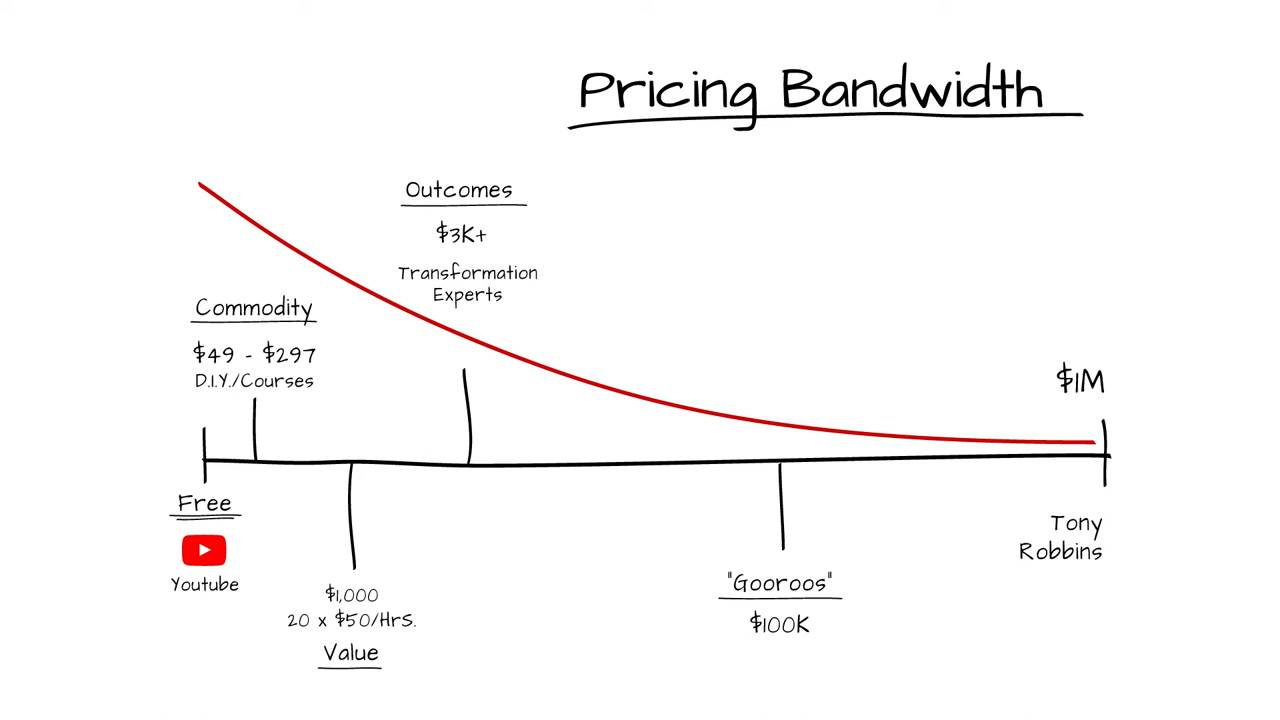 Pricing Bandwidth
Outcomes
$3K+
Transformation
Experts
Commodity
$49 - $297
D.I.Y./Courses
$1M
Free
Youtube
$1,000
20 x $50/Hrs.
Value
"Gooroos"
$100K
Tony
Robbins